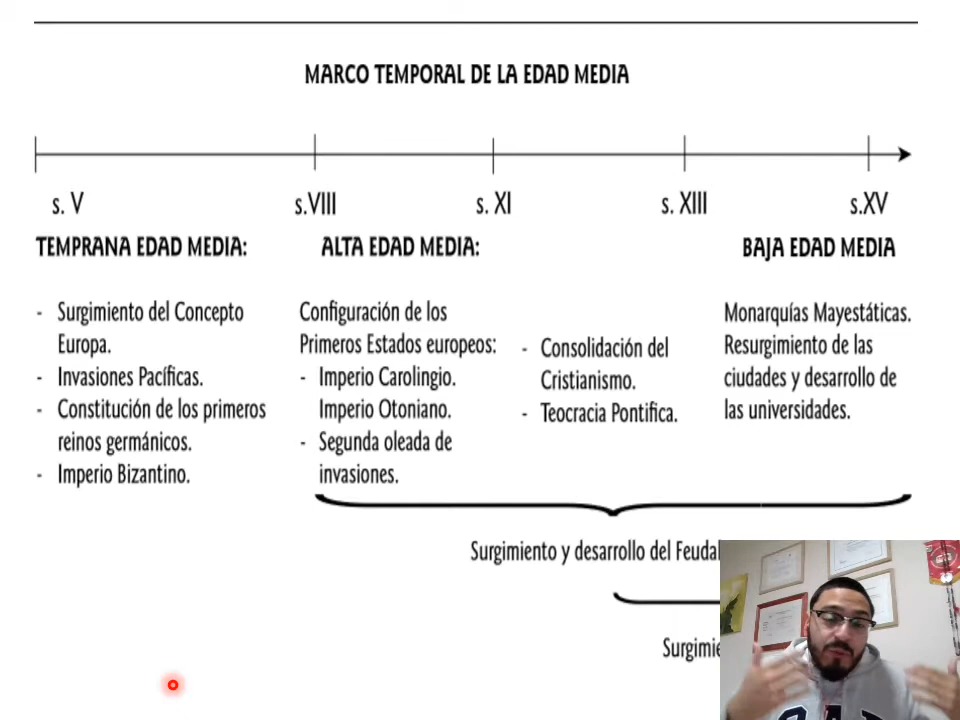 MARCO TEMPORAL DE LA EDAD MEDIA
s. V
s.VIII
s. XI
s. XIII
s.XV
TEMPRANA EDAD MEDIA:
- Surgimiento del Concepto
Europa.
- Invasiones Pacíficas.
- Constitución de los primeros
reinos germánicos.
- Imperio Bizantino.
ALTA EDAD MEDIA:
Configuración de los
Primeros Estados europeos:
- Imperio Carolingio.
Imperio Otoniano.
- Segunda oleada de
invasiones.
- Consolidación del
Cristianismo.
- Teocracia Pontifica.
BAJA EDAD MEDIA
Monarquías Mayestáticas.
Resurgimiento de las
ciudades y desarrollo de
las universidades.
Surgimiento y desarrollo del